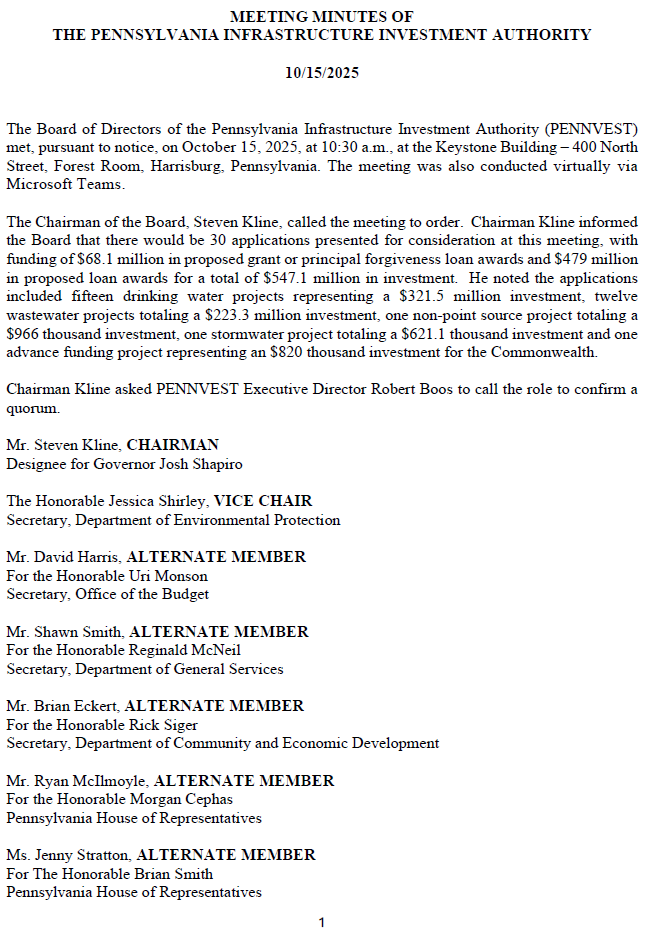 MEETING MINUTES OF
THE PENNSYLVANIA INFRASTRUCTURE INVESTMENT AUTHORITY
10/15/2025
The Board of Directors of the Pennsylvania Infrastructure Investment Authority (PENNVEST)
met, pursuant to notice, on October 15, 2025, at 10:30 a.m., at the Keystone Building – 400 North
Street, Forest Room, Harrisburg, Pennsylvania. The meeting was also conducted virtually via
Microsoft Teams.
The Chairman of the Board, Steven Kline, called the meeting to order. Chairman Kline informed
the Board that there would be 30 applications presented for consideration at this meeting, with
funding of $68.1 million in proposed grant or principal forgiveness loan awards and $479 million
in proposed loan awards for a total of $547.1 million in investment. He noted the applications
included fifteen drinking water projects representing a $321.5 million investment, twelve
wastewater projects totaling a $223.3 million investment, one non-point source project totaling a
$966 thousand investment, one stormwater project totaling a $621.1 thousand investment and one
advance funding project representing an $820 thousand investment for the Commonwealth.
Chairman Kline asked PENNVEST Executive Director Robert Boos to call the role to confirm a
quorum.
Mr. Steven Kline, CHAIRMAN
Designee for Governor Josh Shapiro
The Honorable Jessica Shirley, VICE CHAIR
Secretary, Department of Environmental Protection
Mr. David Harris, ALTERNATE MEMBER
For the Honorable Uri Monson
Secretary, Office of the Budget
Mr. Shawn Smith, ALTERNATE MEMBER
For the Honorable Reginald McNeil
Secretary, Department of General Services
Mr. Brian Eckert, ALTERNATE MEMBER
For the Honorable Rick Siger
Secretary, Department of Community and Economic Development
Mr. Ryan McIlmoyle, ALTERNATE MEMBER
For the Honorable Morgan Cephas
Pennsylvania House of Representatives
Ms. Jenny Stratton, ALTERNATE MEMBER
For The Honorable Brian Smith
Pennsylvania House of Representatives
1